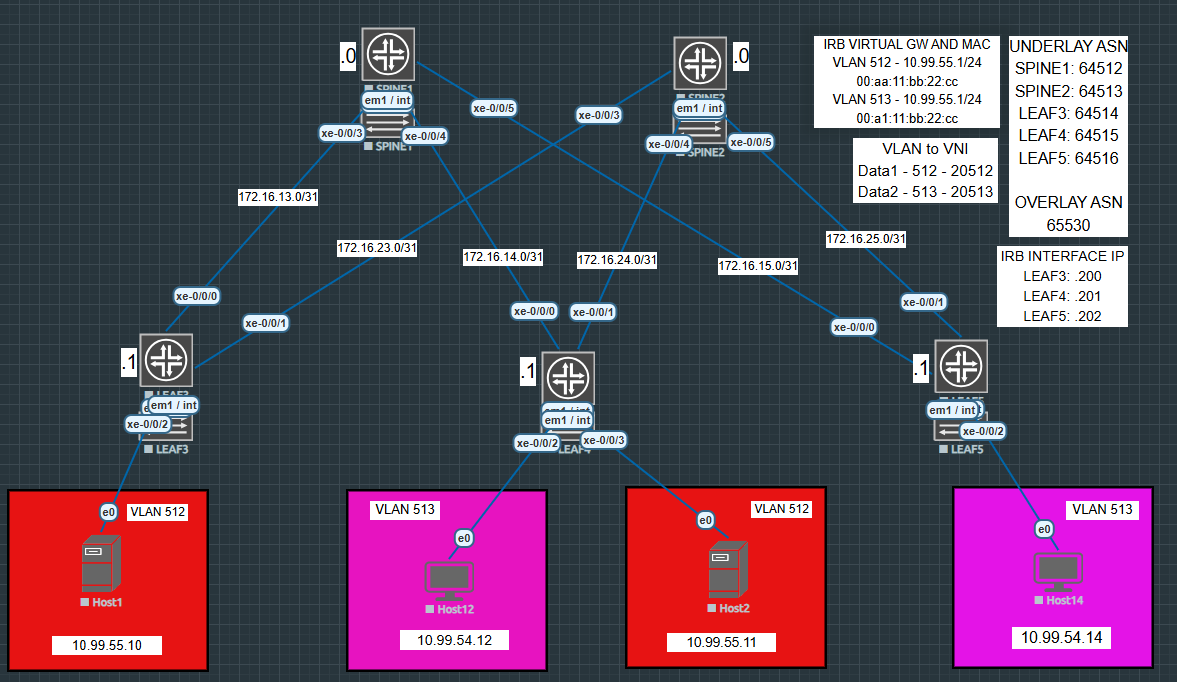 .0
SPINE1
em1 / int
xe-0/0/3
xe-0/0/4
SPINE1
xe-0/0/5
.0
SPINE2
em1 / int
xe-0/0/3
xe-0/0/4
xe-0/0/5
SPINE2
IRB VIRTUAL GW AND MAC
VLAN 512 - 10.99.55.1/24
00:aa:11:bb:22:cc
VLAN 513 - 10.99.55.1/24
00:a1:11:bb:22:cc
VLAN to VNI
Data1 - 512 - 20512
Data2 - 513 - 20513
UNDERLAY ASN
SPINE1: 64512
SPINE2: 64513
LEAF3: 64514
LEAF4: 64515
LEAF5: 64516
OVERLAY ASN
65530
IRB INTERFACE IP
LEAF3: .200
LEAF4: .201
LEAF5: .202
172.16.13.0/31
172.16.23.0/31
172.16.14.0/31
172.16.24.0/31
172.16.15.0/31
172.16.25.0/31
xe-0/0/0
xe-0/0/1
xe-0/0/0
xe-0/0/1
xe-0/0/0
xe-0/0/1
.1
LEAF3
em1 / int
xe-0/0/2
LEAF3
.1
em1 / int
em1 / int
xe-0/0/2
xe-0/0/3
LEAF4
.1
em1 / int
xe-0/0/2
LEAF5
e0
VLAN 512
Host1
10.99.55.10
VLAN 513
e0
Host12
10.99.54.12
VLAN 512
e0
Host2
10.99.55.11
VLAN 513
e0
Host14
10.99.54.14